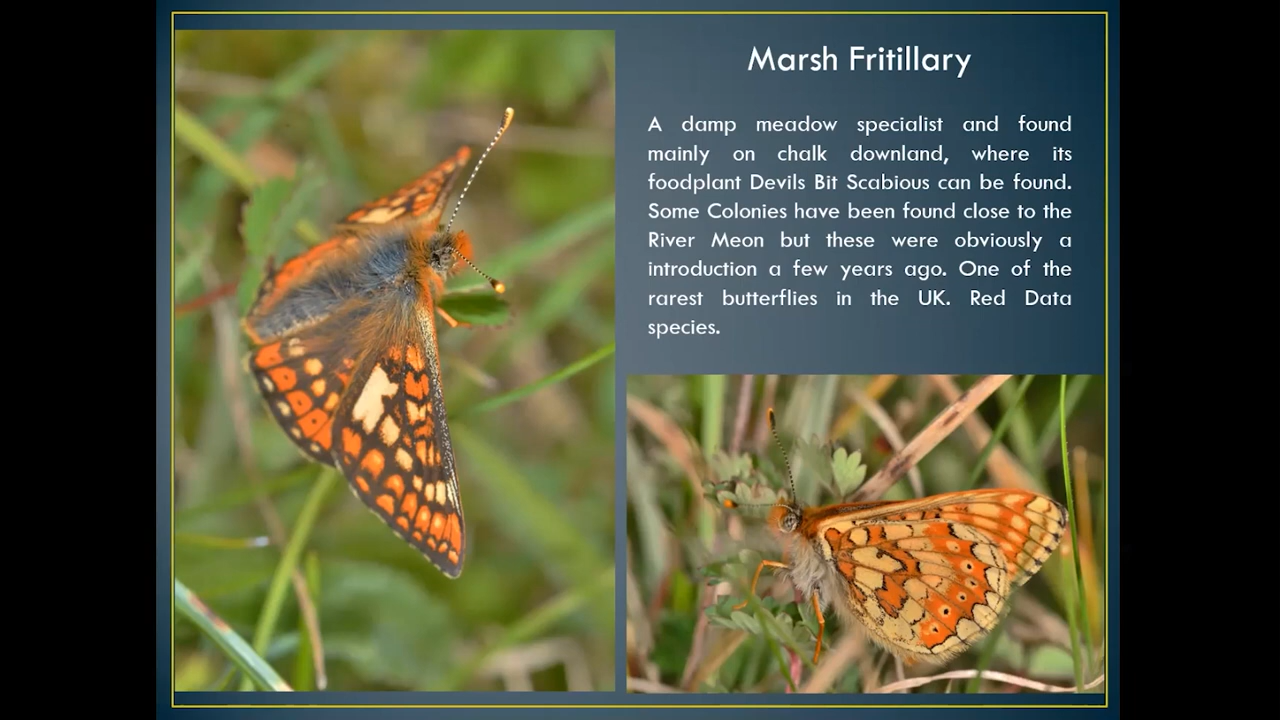 Marsh Fritillary
A damp meadow specialist and found
mainly on chalk downland, where its
foodplant Devils Bit Scabious can be found.
Some Colonies have been found close to the
River Meon but these were obviously a
introduction a few years ago. One of the
rarest butterflies in the UK. Red Data
species.